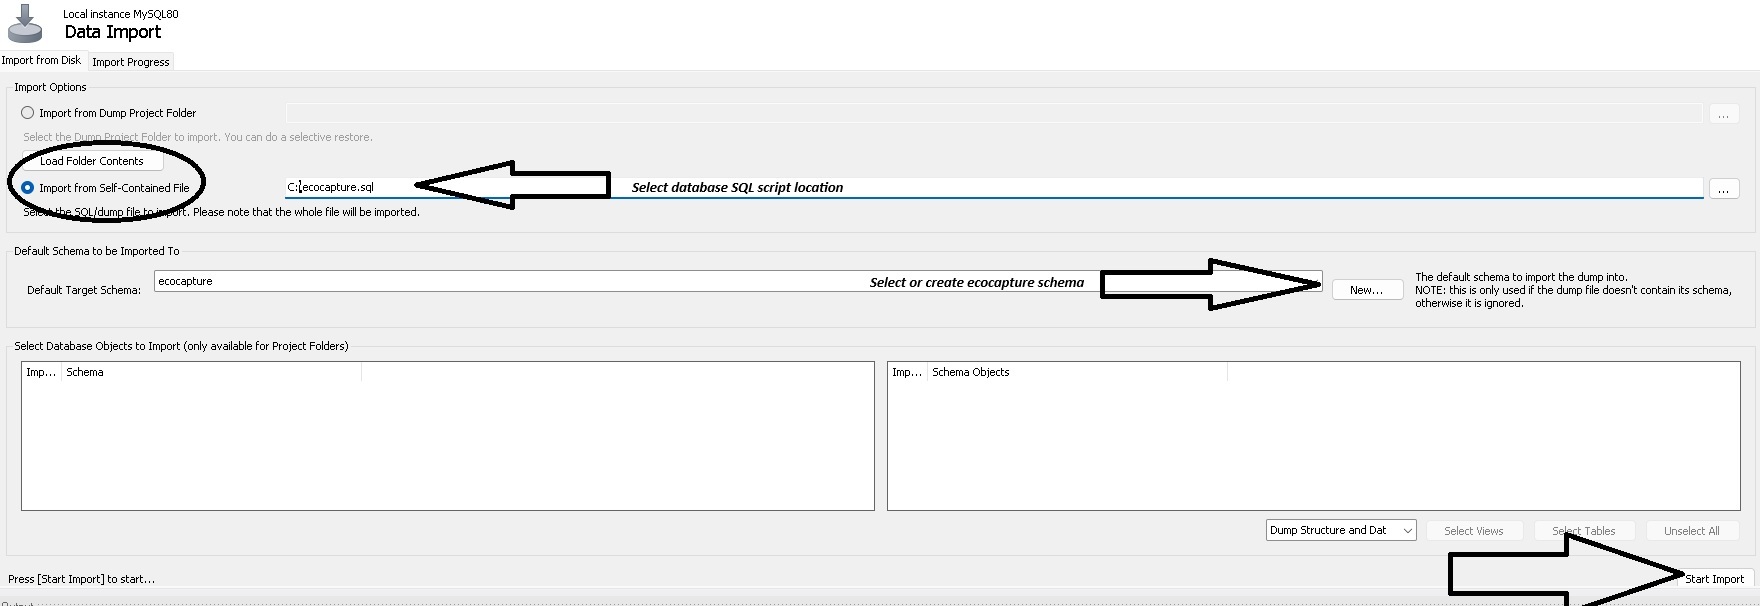 Local instance MySQL80
Data Import
Import from Disk Import Progress
Import Options
Import from Dump Project Folder ...
Select the Dump Project Folder to import. You can do a selective restore.
Load Folder Contents
Import from Self-Contained File C:\ecocapture.sql Select database SQL script location ...
Select the SQL/dump file to import. Please note that the whole file will be imported.
Default Schema to be Imported To
Default Target Schema: ecocapture Select or create ecocapture schema New... The default schema to import the dump into.
NOTE: this is only used if the dump file doesn't contain its schema,
otherwise it is ignored.
Select Database Objects to Import (only available for Project Folders)
Imp... Schema Imp... Schema Objects
Dump Structure and Dat Select Views Select Tables Unselect All
Press [Start Import] to start... Start Import
Output